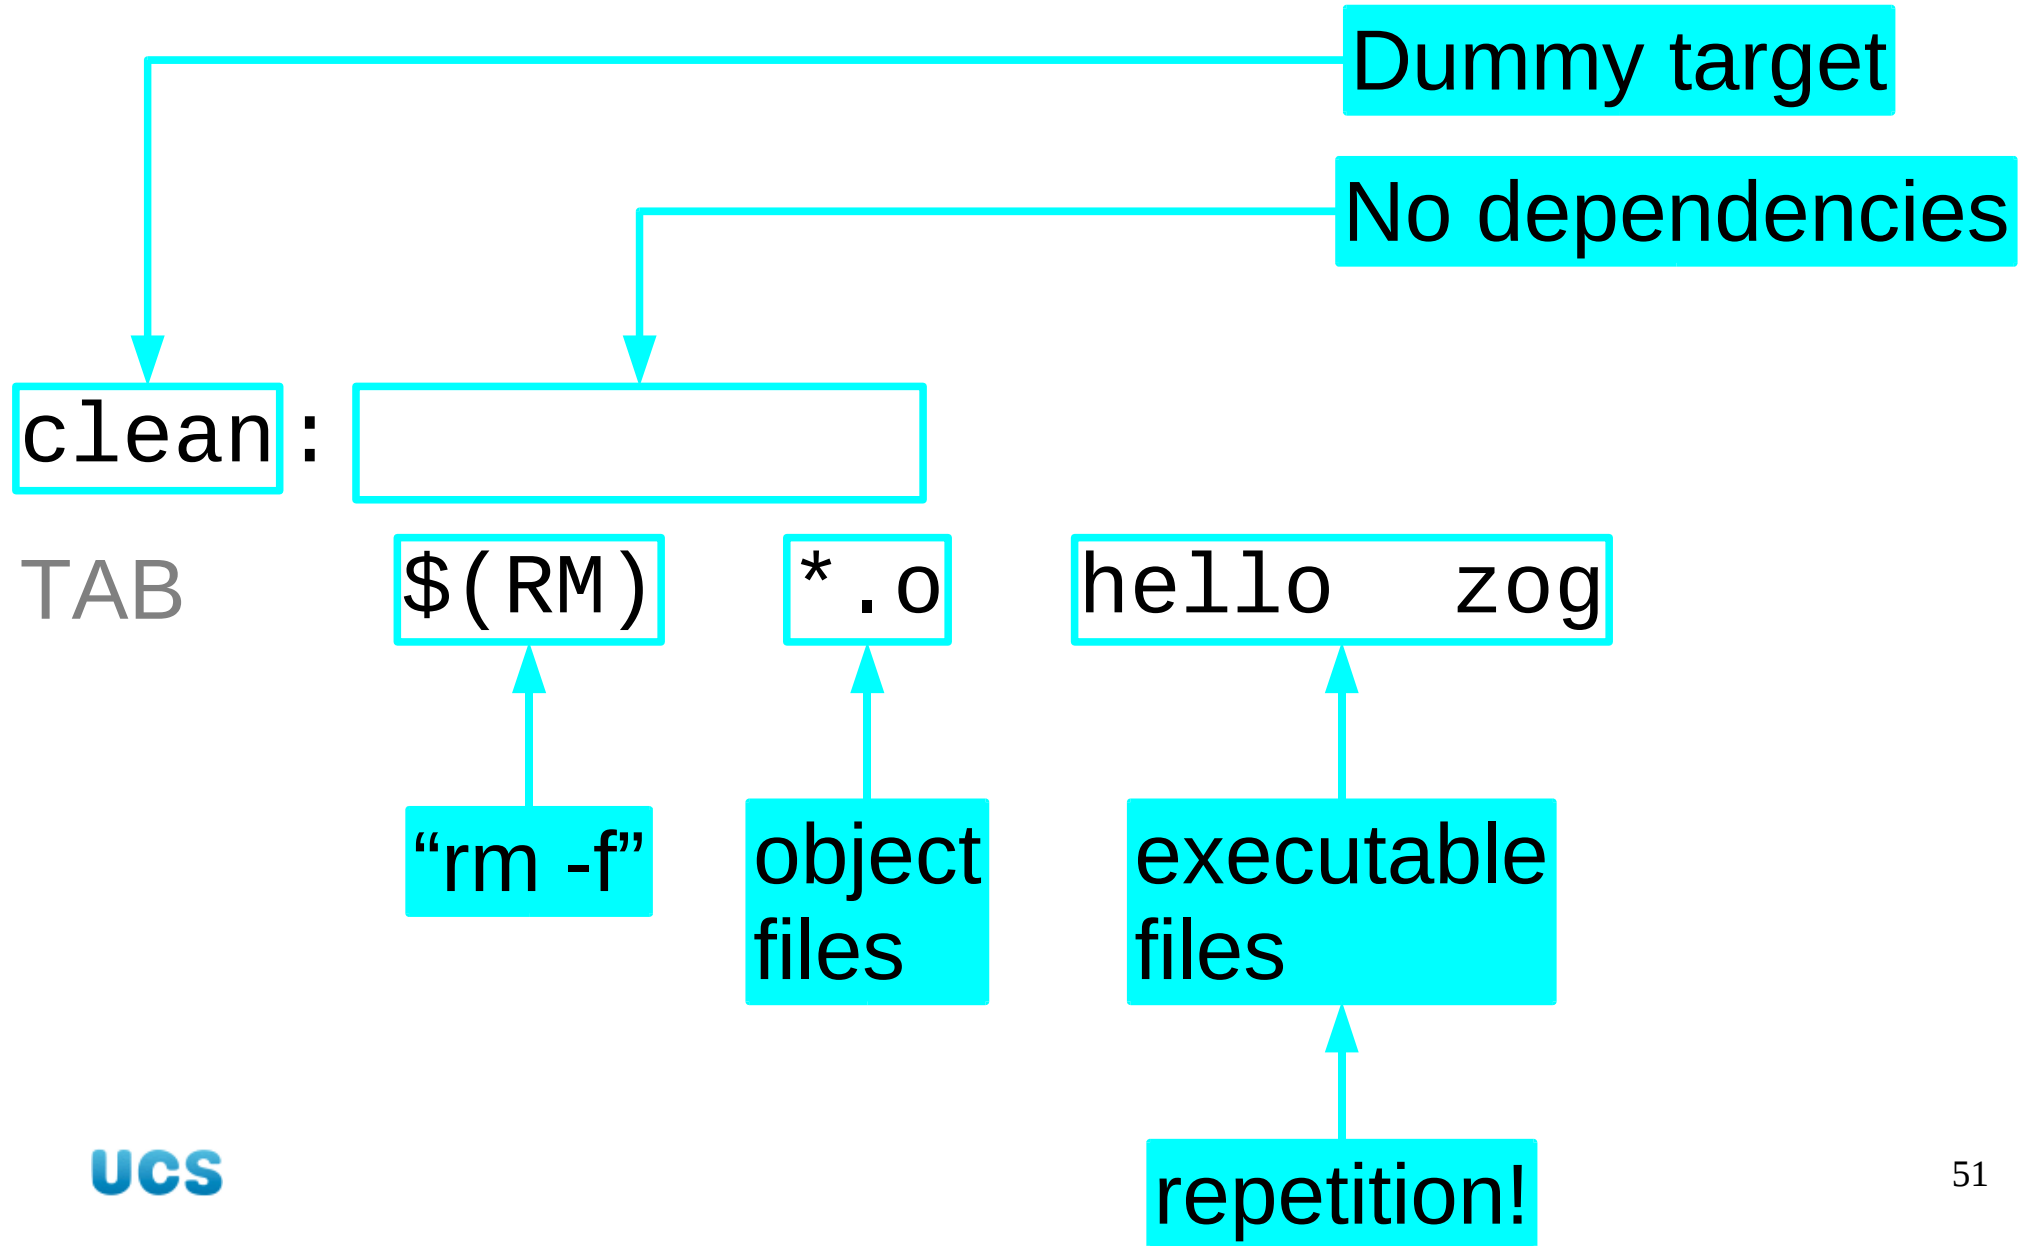 Dummy target
No dependencies
clean:
TAB $(RM) *.o hello zog
“rm -f”
object
files
executable
files
repetition!
UCS
51